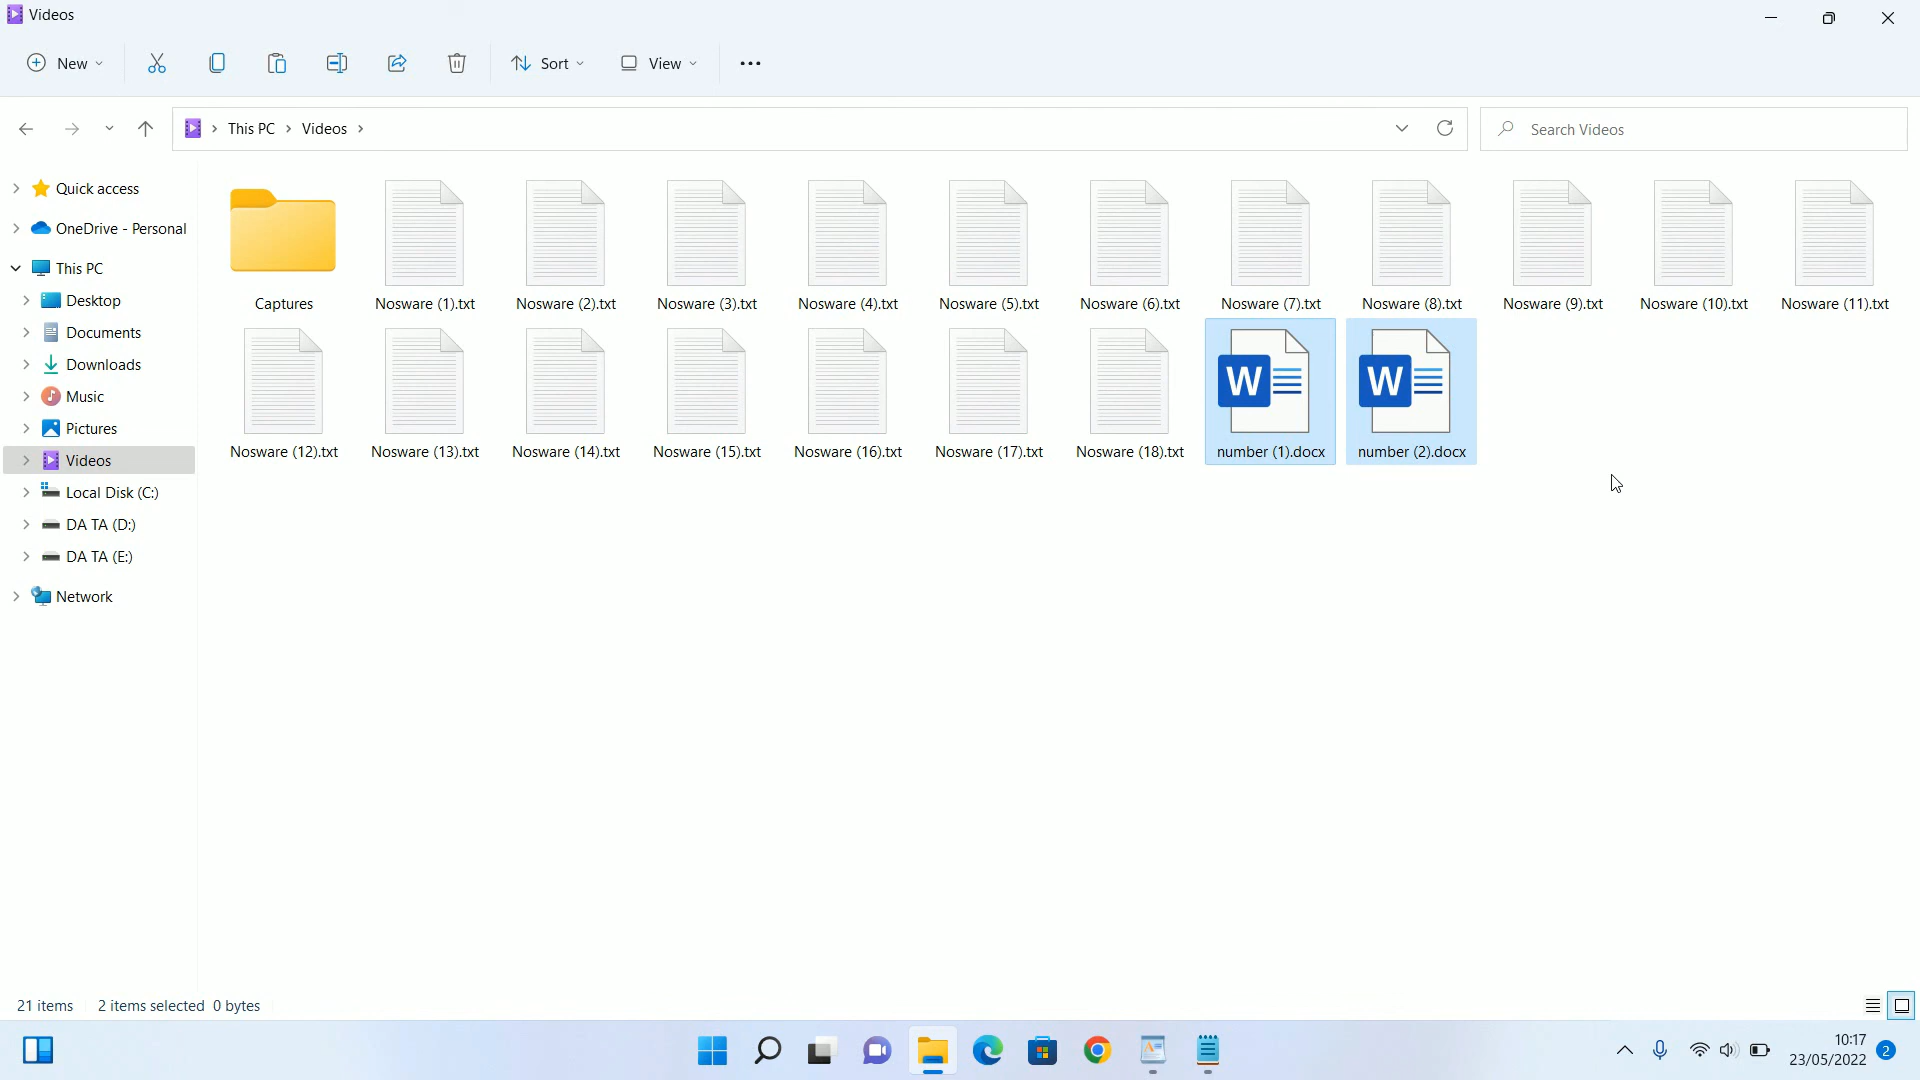 Videos
New
Sort
View
This PC
Videos
Search Videos
Quick access
OneDrive - Personal
This PC
Desktop
Documents
Downloads
Music
Pictures
Videos
Local Disk (C:)
DA TA (D:)
DA TA (E:)
Network
Captures
Nosware (1).txt
Nosware (2).txt
Nosware (3).txt
Nosware (4).txt
Nosware (5).txt
Nosware (6).txt
Nosware (7).txt
Nosware (8).txt
Nosware (9).txt
Nosware (10).txt
Nosware (11).txt
Nosware (12).txt
Nosware (13).txt
Nosware (14).txt
Nosware (15).txt
Nosware (16).txt
Nosware (17).txt
Nosware (18).txt
W
number (1).docx
W
number (2).docx
21 items
2 items selected 0 bytes
10:17
23/05/2022
2